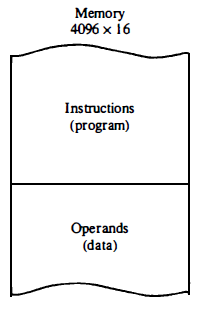 Memory
4096 × 16
Instructions
(program)
Operands
(data)